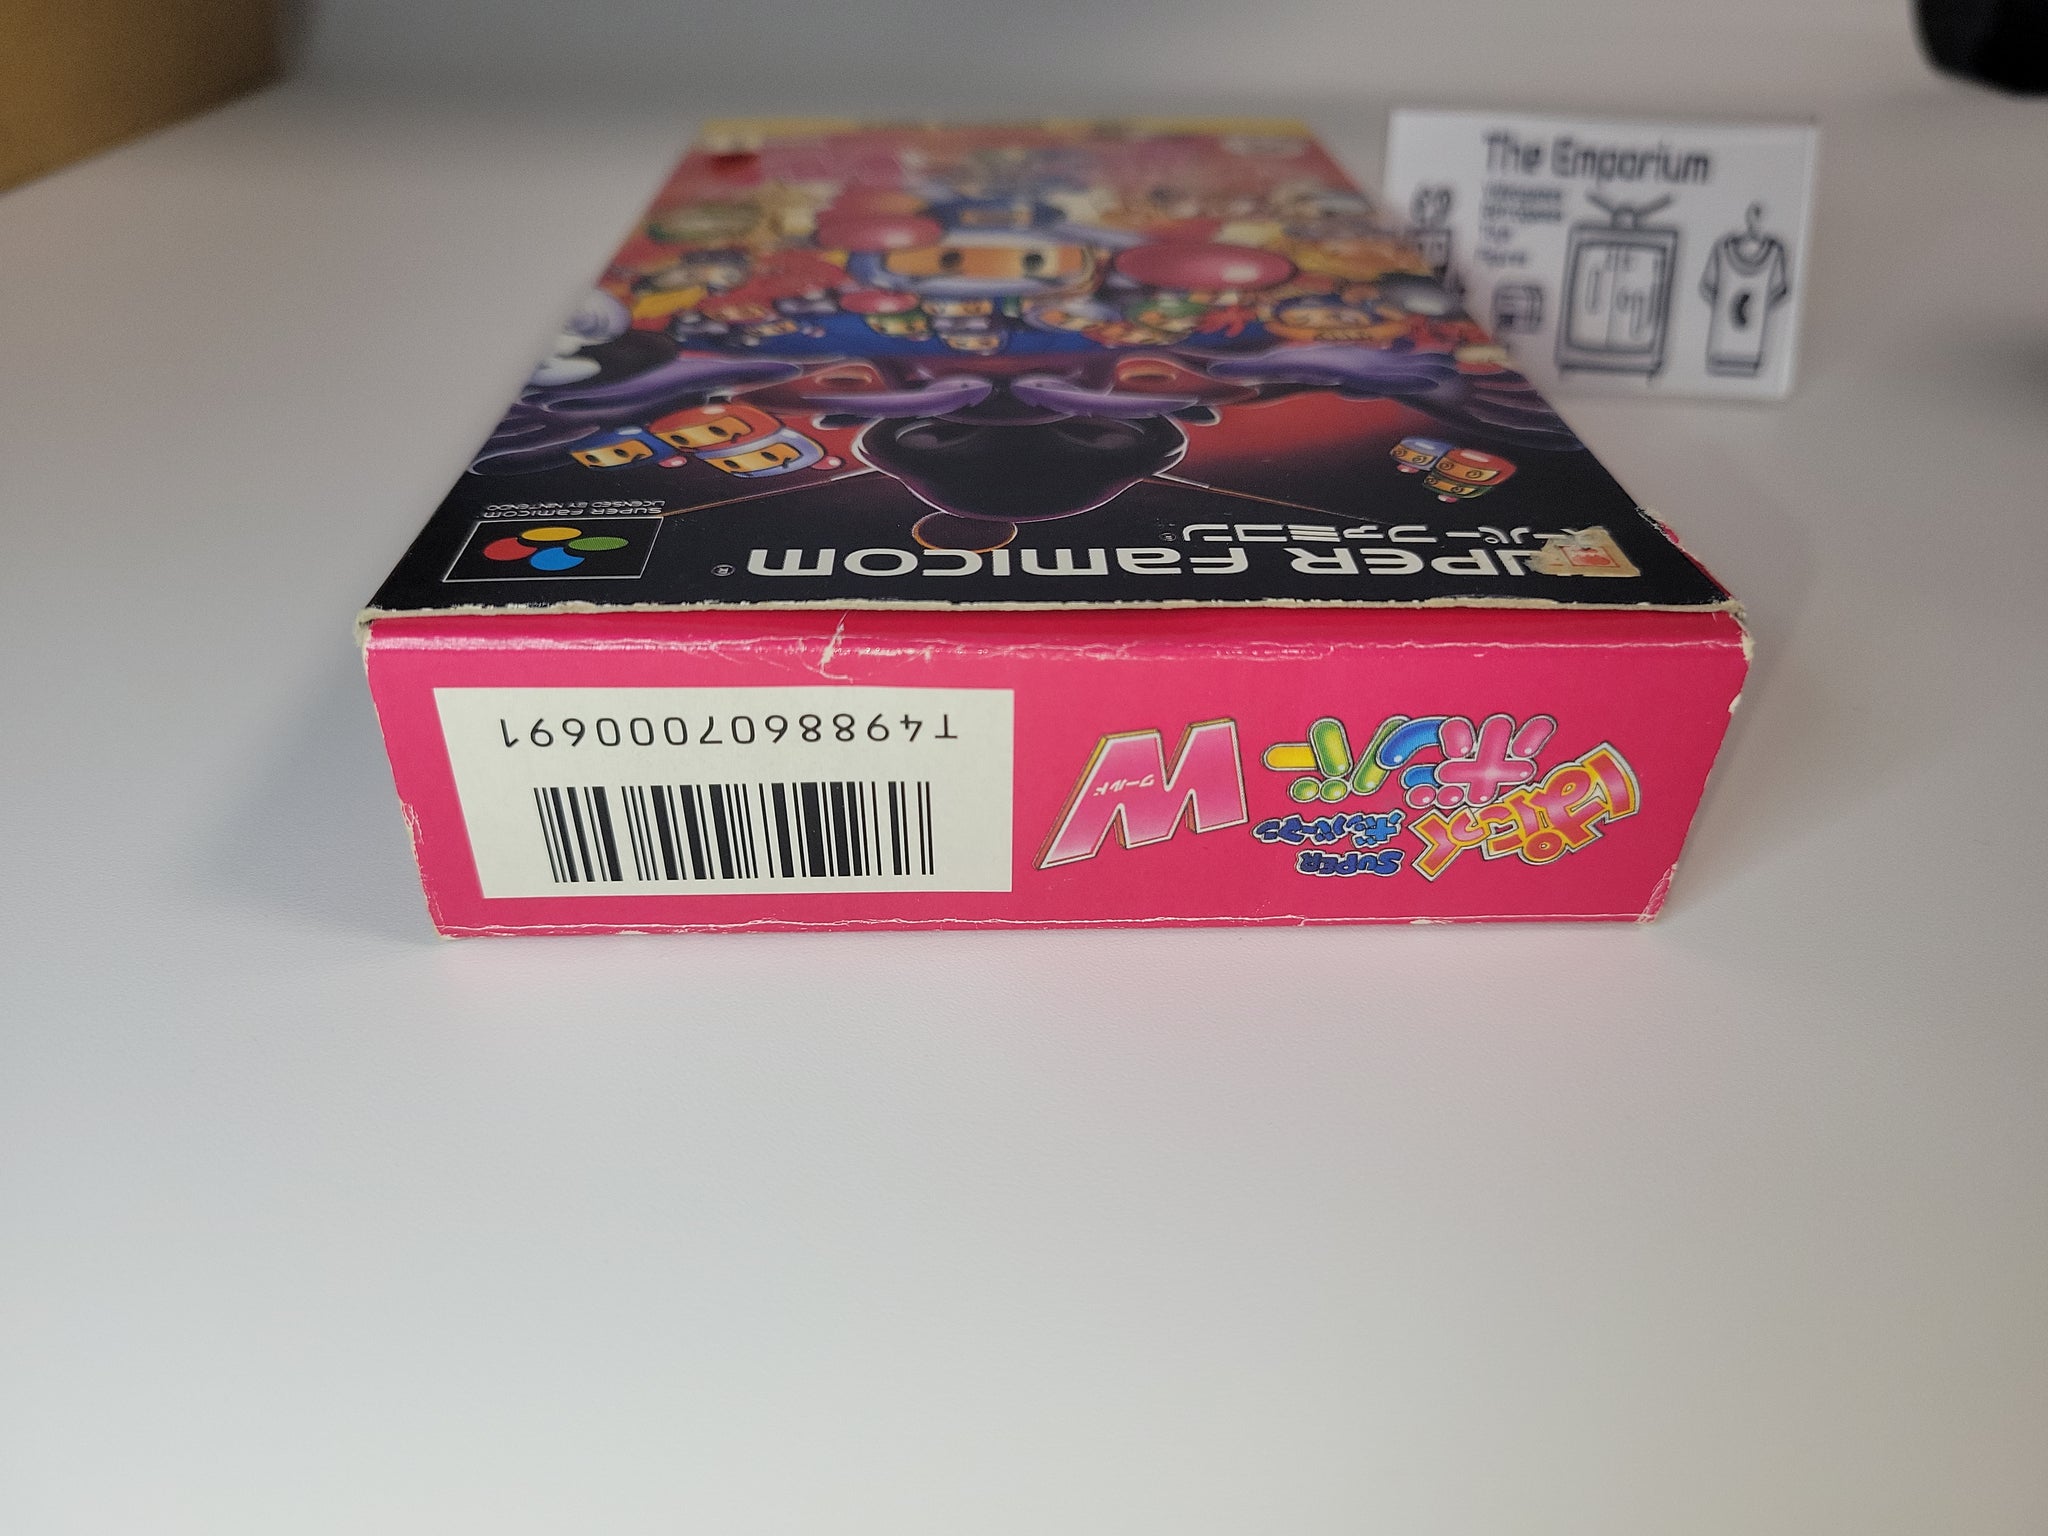 The Emporium
SUPER FAMICOM
LICENSED BY NINTENDO
スーパーファミコン®
UPER FAMICOM®
SUPER
ボンバーマン
ぱにっく
ボンバー
W
ワールド
T4988607000691